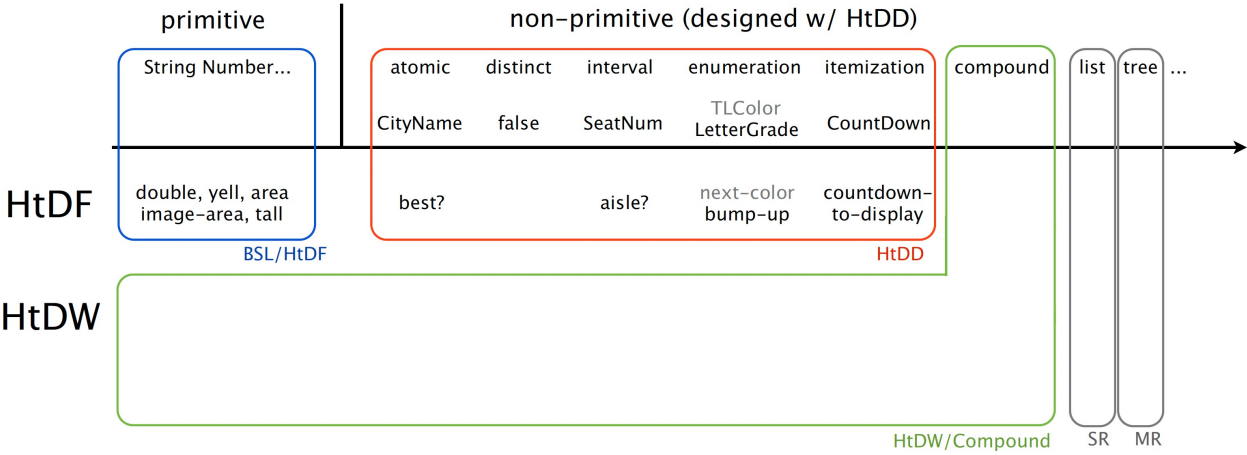 primitive
non-primitive (designed w/ HtDD)
String Number...
atomic distinct interval enumeration itemization compound list tree ...
TLColor
CityName false SeatNum LetterGrade CountDown
HtDF
double, yell, area
image-area, tall
best? aisle?
next-color
bump-up
countdown-
to-display
BSL/HtDF
HtDD
HtDW
HtDW/Compound
SR MR